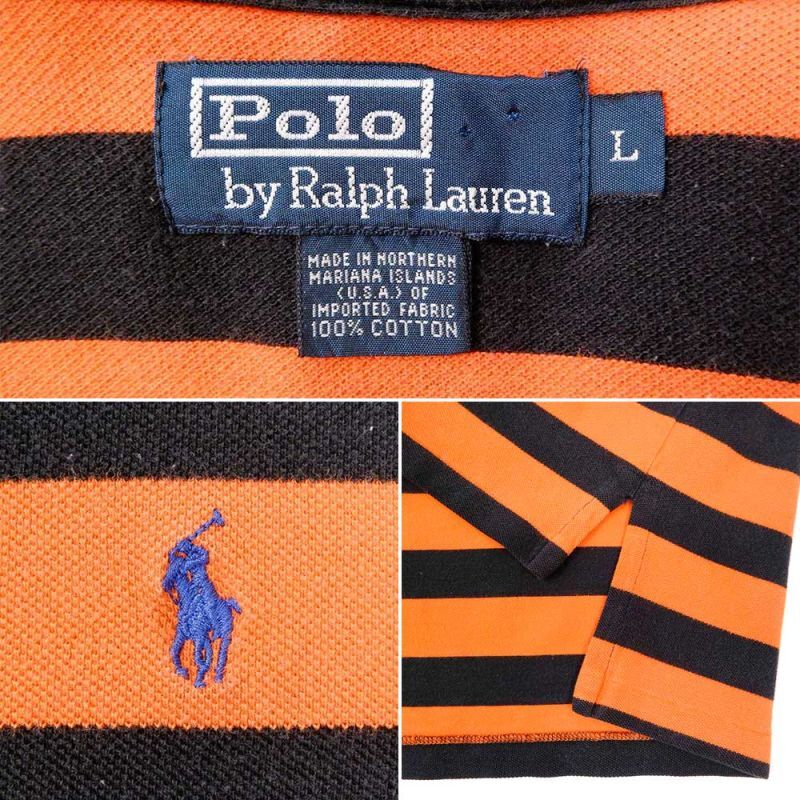 Polo
by Ralph Lauren
L
MADE IN NORTHERN
MARIANA ISLANDS
(U.S.A.) OF
IMPORTED FABRIC
100% COTTON